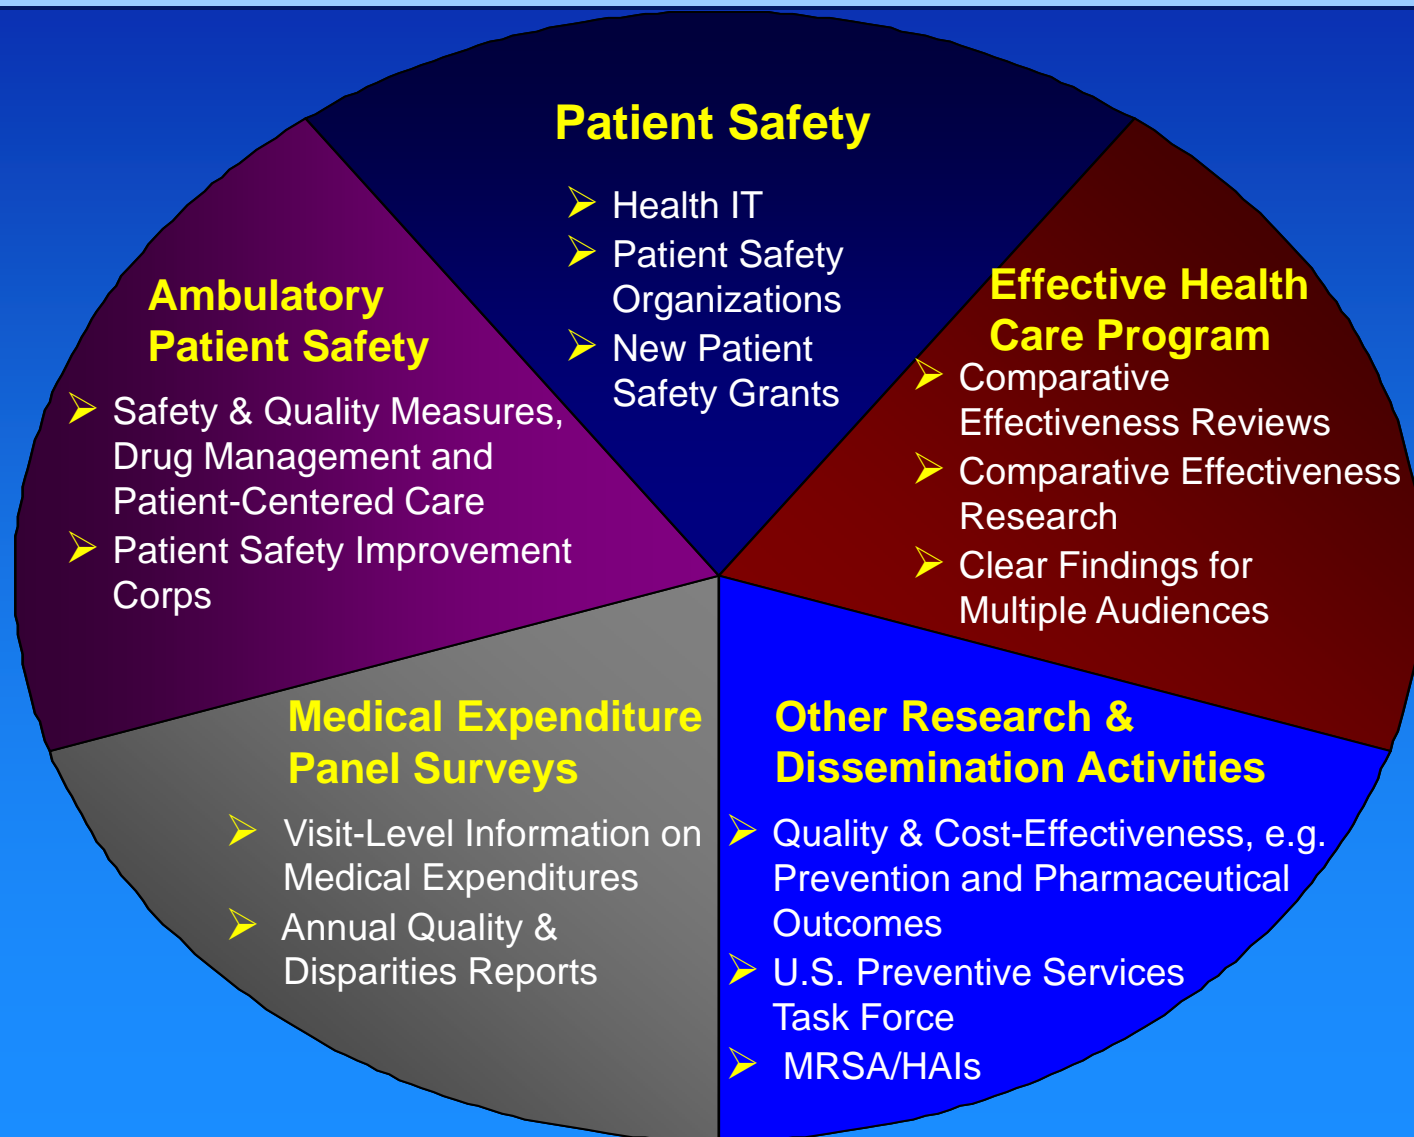 Patient Safety
Health IT
Patient Safety
Organizations
New Patient
Safety Grants
Effective Health
Care Program
Comparative
Effectiveness Reviews
Comparative Effectiveness
Research
Clear Findings for
Multiple Audiences
Ambulatory
Patient Safety
Safety & Quality Measures,
Drug Management and
Patient-Centered Care
Patient Safety Improvement
Corps
Medical Expenditure
Panel Surveys
Visit-Level Information on
Medical Expenditures
Annual Quality &
Disparities Reports
Other Research &
Dissemination Activities
Quality & Cost-Effectiveness, e.g.
Prevention and Pharmaceutical
Outcomes
U.S. Preventive Services
Task Force
MRSA/HAIs